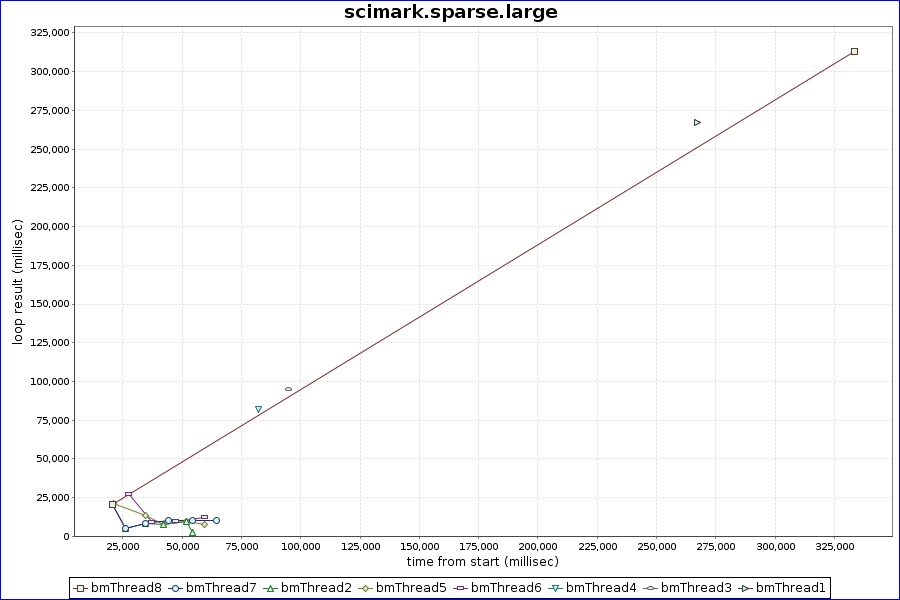 scimark.sparse.large
loop result (millisec)
325,000
300,000
275,000
250,000
225,000
200,000
175,000
150,000
125,000
100,000
75,000
50,000
25,000
0
25,000 50,000 75,000 100,000 125,000 150,000 175,000 200,000 225,000 250,000 275,000 300,000 325,000
time from start (millisec)
bmThread8 bmThread7 bmThread2 bmThread5 bmThread6 bmThread4 bmThread3 bmThread1